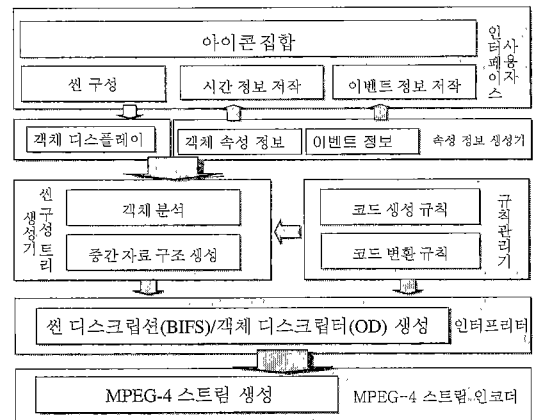 아이콘 집합
사용자
인터페이스
씬 구성
시간 정보 저작
이벤트 정보 저작
객체 디스플레이
객체 속성 정보
이벤트 정보
속성 정보 생성기
씬 구성 트리
생성기
객체 분석
중간 자료 구조 생성
코드 생성 규칙
코드 변환 규칙
규칙관리기
씬 디스크립션(BIFS)/객체 디스크립터(OD) 생성
인터프리터
MPEG-4 스트림 생성
MPEG-4 스트림 인코더